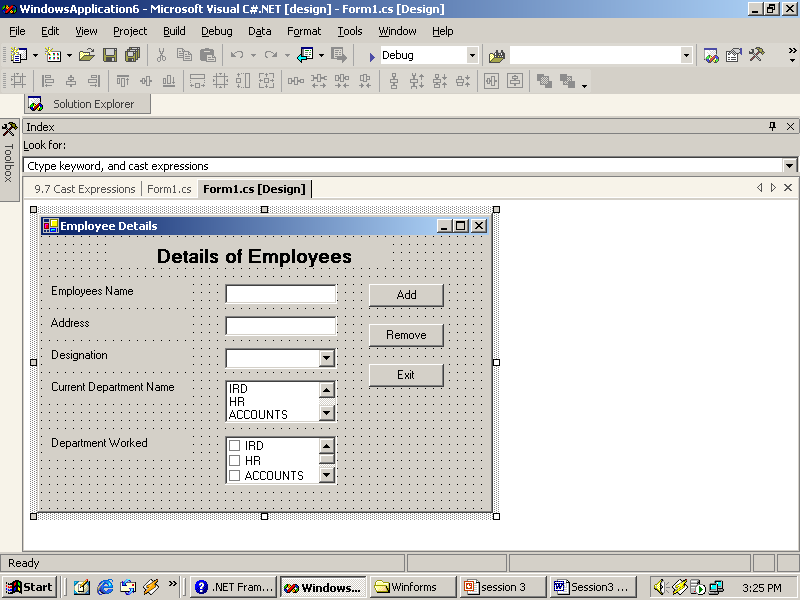 WindowsApplication6 - Microsoft Visual C#.NET [design] - Form1.cs [Design]
File Edit View Project Build Debug Data Format Tools Window Help
Debug
Solution Explorer
Index
Toolbox
Look for:
Ctype keyword, and cast expressions
9.7 Cast Expressions Form1.cs Form1.cs [Design]
Employee Details
Details of Employees
Employees Name Add
Address
Remove
Designation
Exit
Current Department Name
IRD
HR
ACCOUNTS
Department Worked
IRD
HR
ACCOUNTS
Ready
Start .NET Fram... Windows... Winforms session 3 Session3 ... 3:25 PM